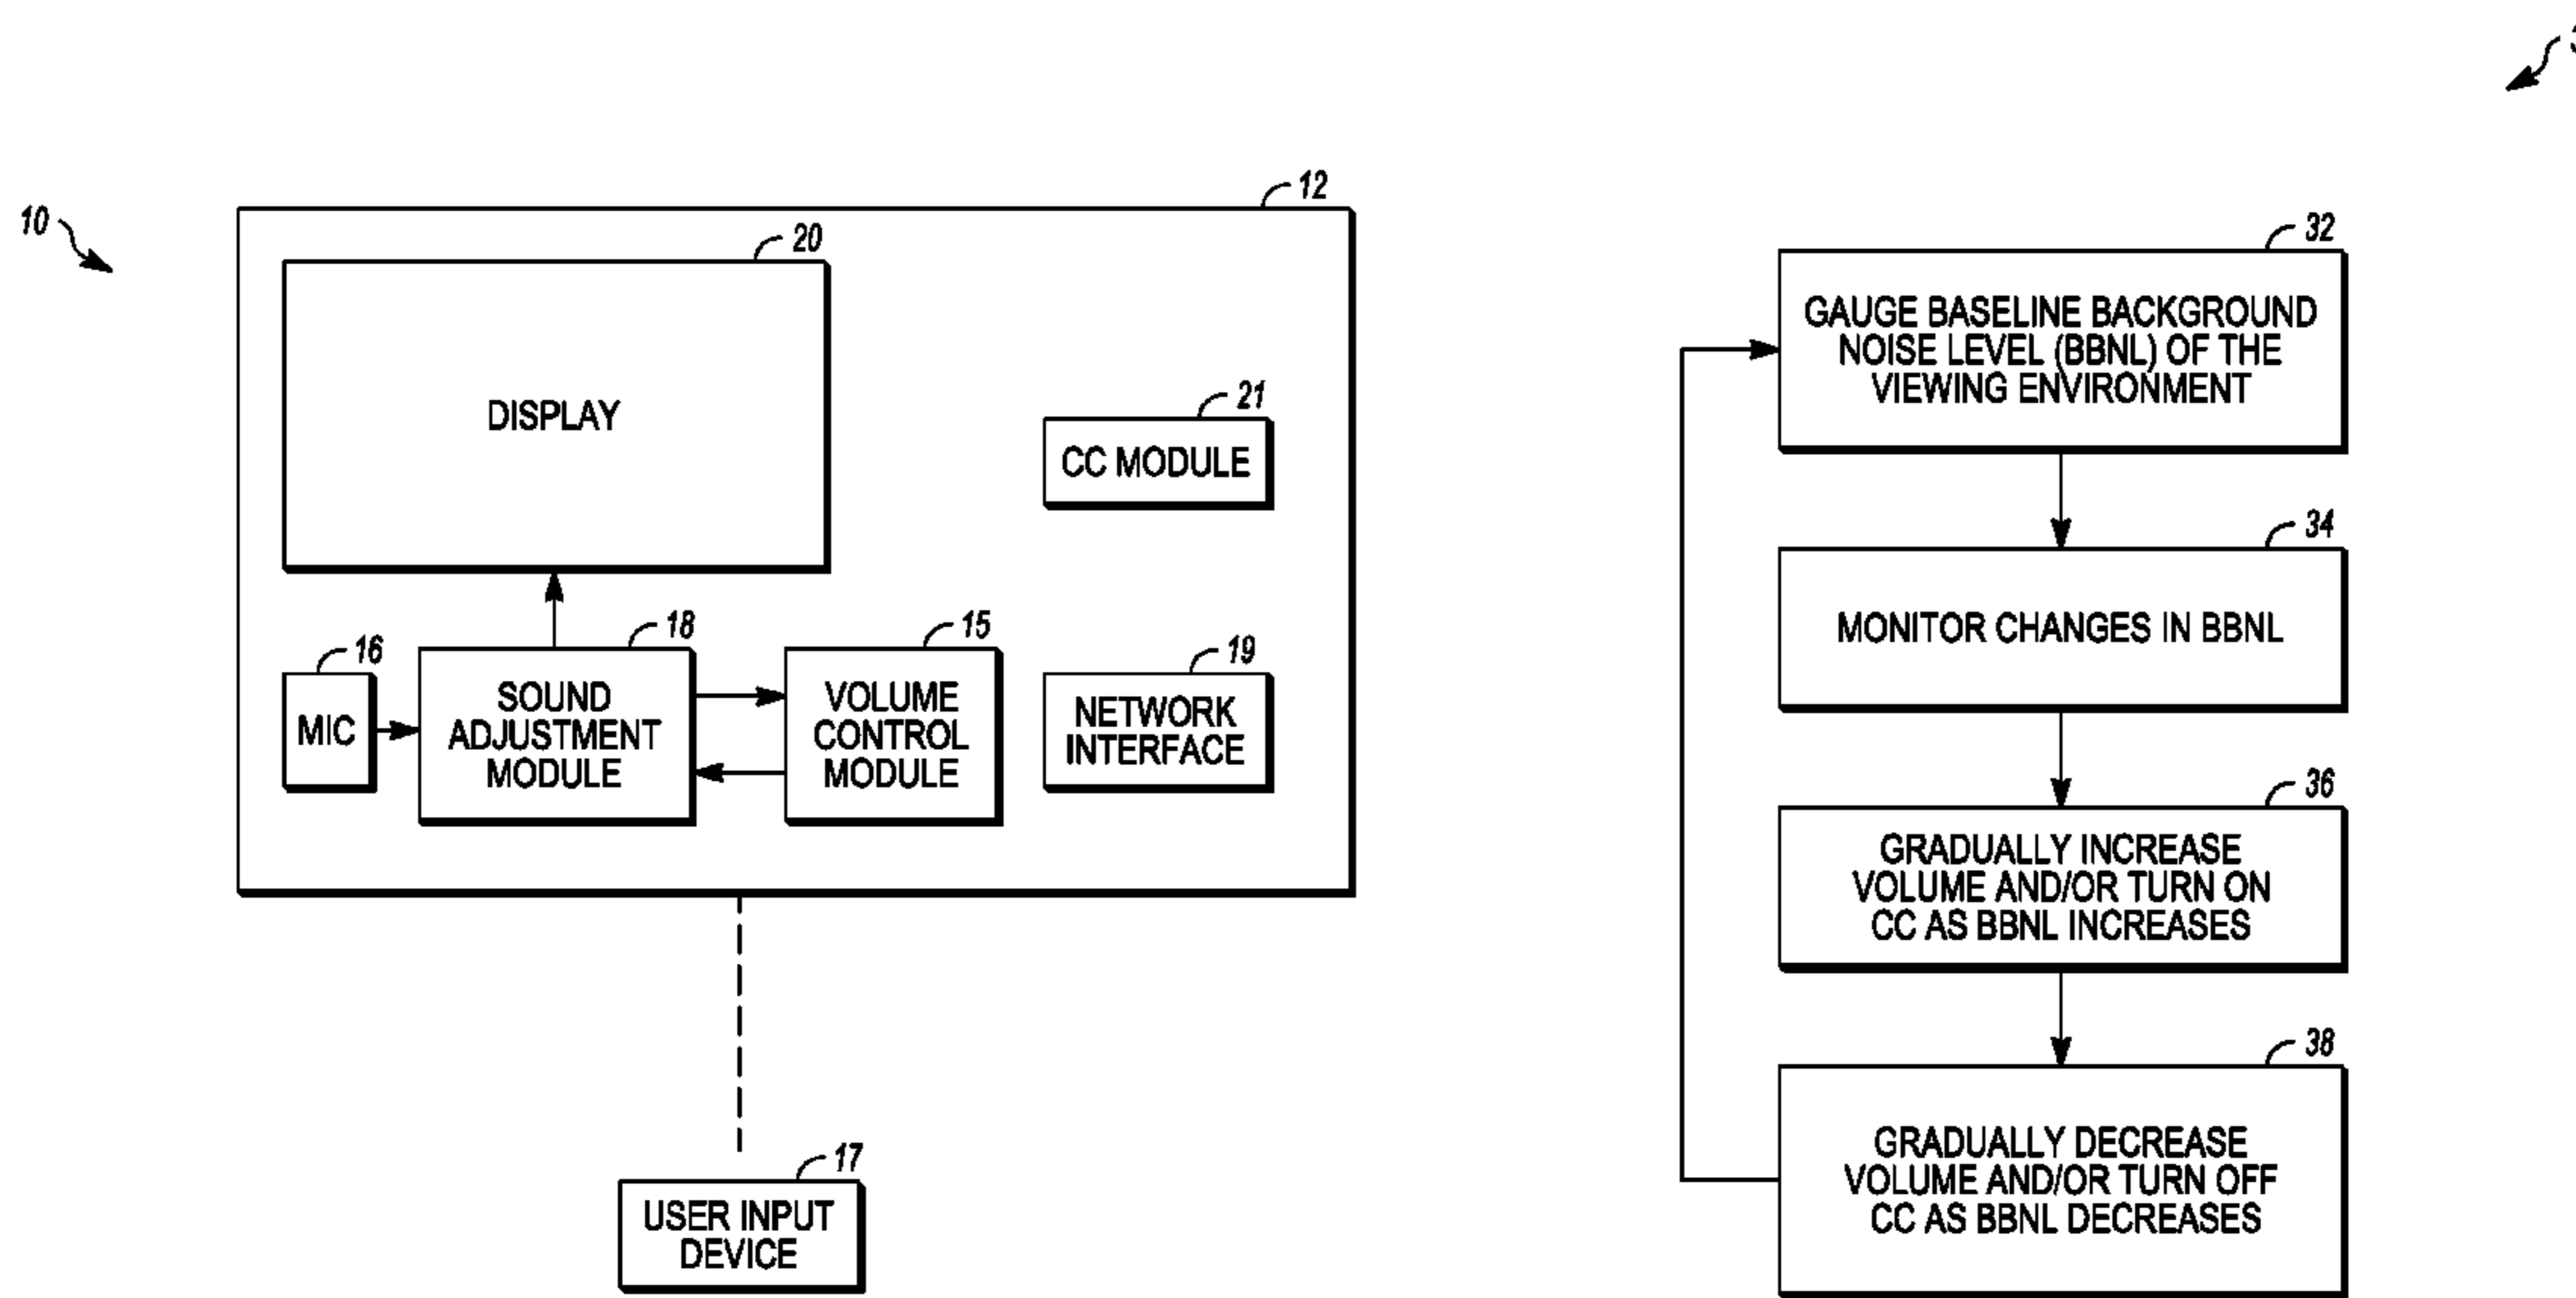 10
12
20
DISPLAY
21
CC MODULE
16
MIC
18
SOUND
ADJUSTMENT
MODULE
15
VOLUME
CONTROL
MODULE
19
NETWORK
INTERFACE
17
USER INPUT
DEVICE
32
GAUGE BASELINE BACKGROUND
NOISE LEVEL (BBNL) OF THE
VIEWING ENVIRONMENT
34
MONITOR CHANGES IN BBNL
36
GRADUALLY INCREASE
VOLUME AND/OR TURN ON
CC AS BBNL INCREASES
38
GRADUALLY DECREASE
VOLUME AND/OR TURN OFF
CC AS BBNL DECREASES